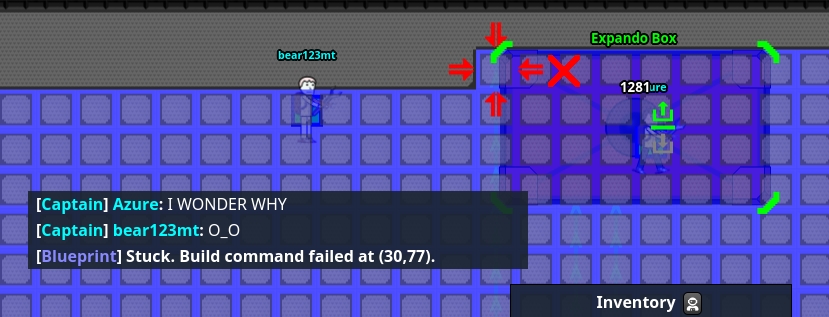 bear123mt
Expando Box
1281ure
[Captain] Azure: I WONDER WHY
[Captain] bear123mt: O_O
[Blueprint] Stuck. Build command failed at (30,77).
Inventory